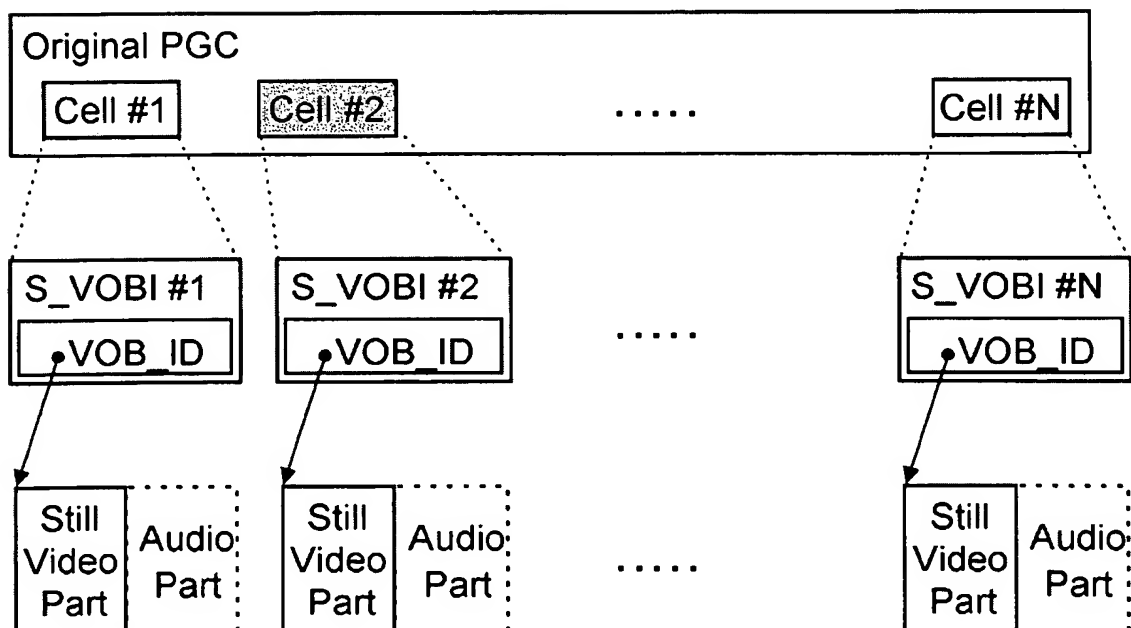 Original PGC
Cell #1 Cell #2 ..... Cell #N
S_VOBI #1 S_VOBI #2 ..... S_VOBI #N
VOB_ID VOB_ID VOB_ID
Still Video Part Audio Part Still Video Part Audio Part ..... Still Video Part Audio Part